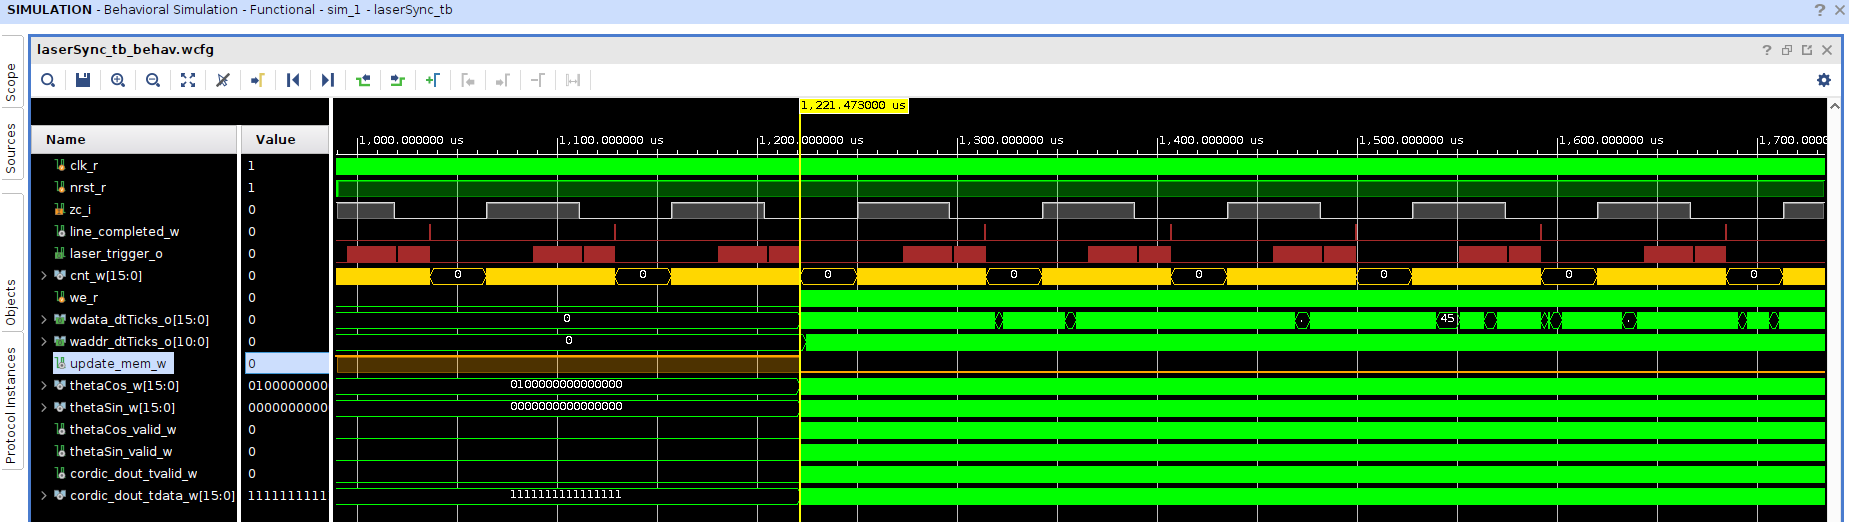 SIMULATION - Behavioral Simulation - Functional - sim_1 - laserSync_tb
laserSync_tb_behav.wcfg
Scope
Sources
Objects
Protocol Instances
1,221.473000 us
Name Value
1,000.000000 us 1,100.000000 us 1,200.000000 us 1,300.000000 us 1,400.000000 us 1,500.000000 us 1,600.000000 us 1,700.0000
clk_r 1
nrst_r 1
zc_i 0
line_completed_w 0
laser_trigger_o 0
cnt_w[15:0] 0 0 0 0 0 0 0 0 0
we_r 0
wdata_dtTicks_o[15:0] 0 0 45
waddr_dtTicks_o[10:0] 0 0
update_mem_w 0
thetaCos_w[15:0] 0100000000 0100000000000000
thetaSin_w[15:0] 0000000000 0000000000000000
thetaCos_valid_w 0
thetaSin_valid_w 0
cordic_dout_tvalid_w 0
cordic_dout_tdata_w[15:0] 1111111111 1111111111111111